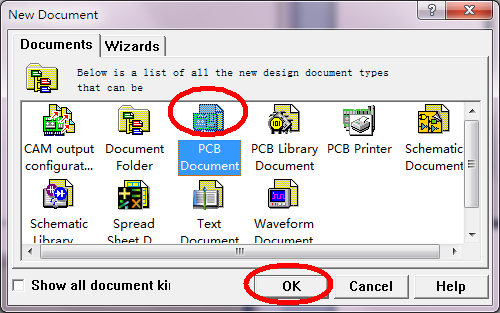 New Document
Documents
Wizards
Below is a list of all the new design document types
that can be
CAM output
configurat...
Document
Folder
PCB
Document
PCB Library
Document
PCB Printer
Schematic
Document
Schematic
Library
Spread
Sheet D
Text
Document
Waveform
Document
Show all document kin
OK
Cancel
Help